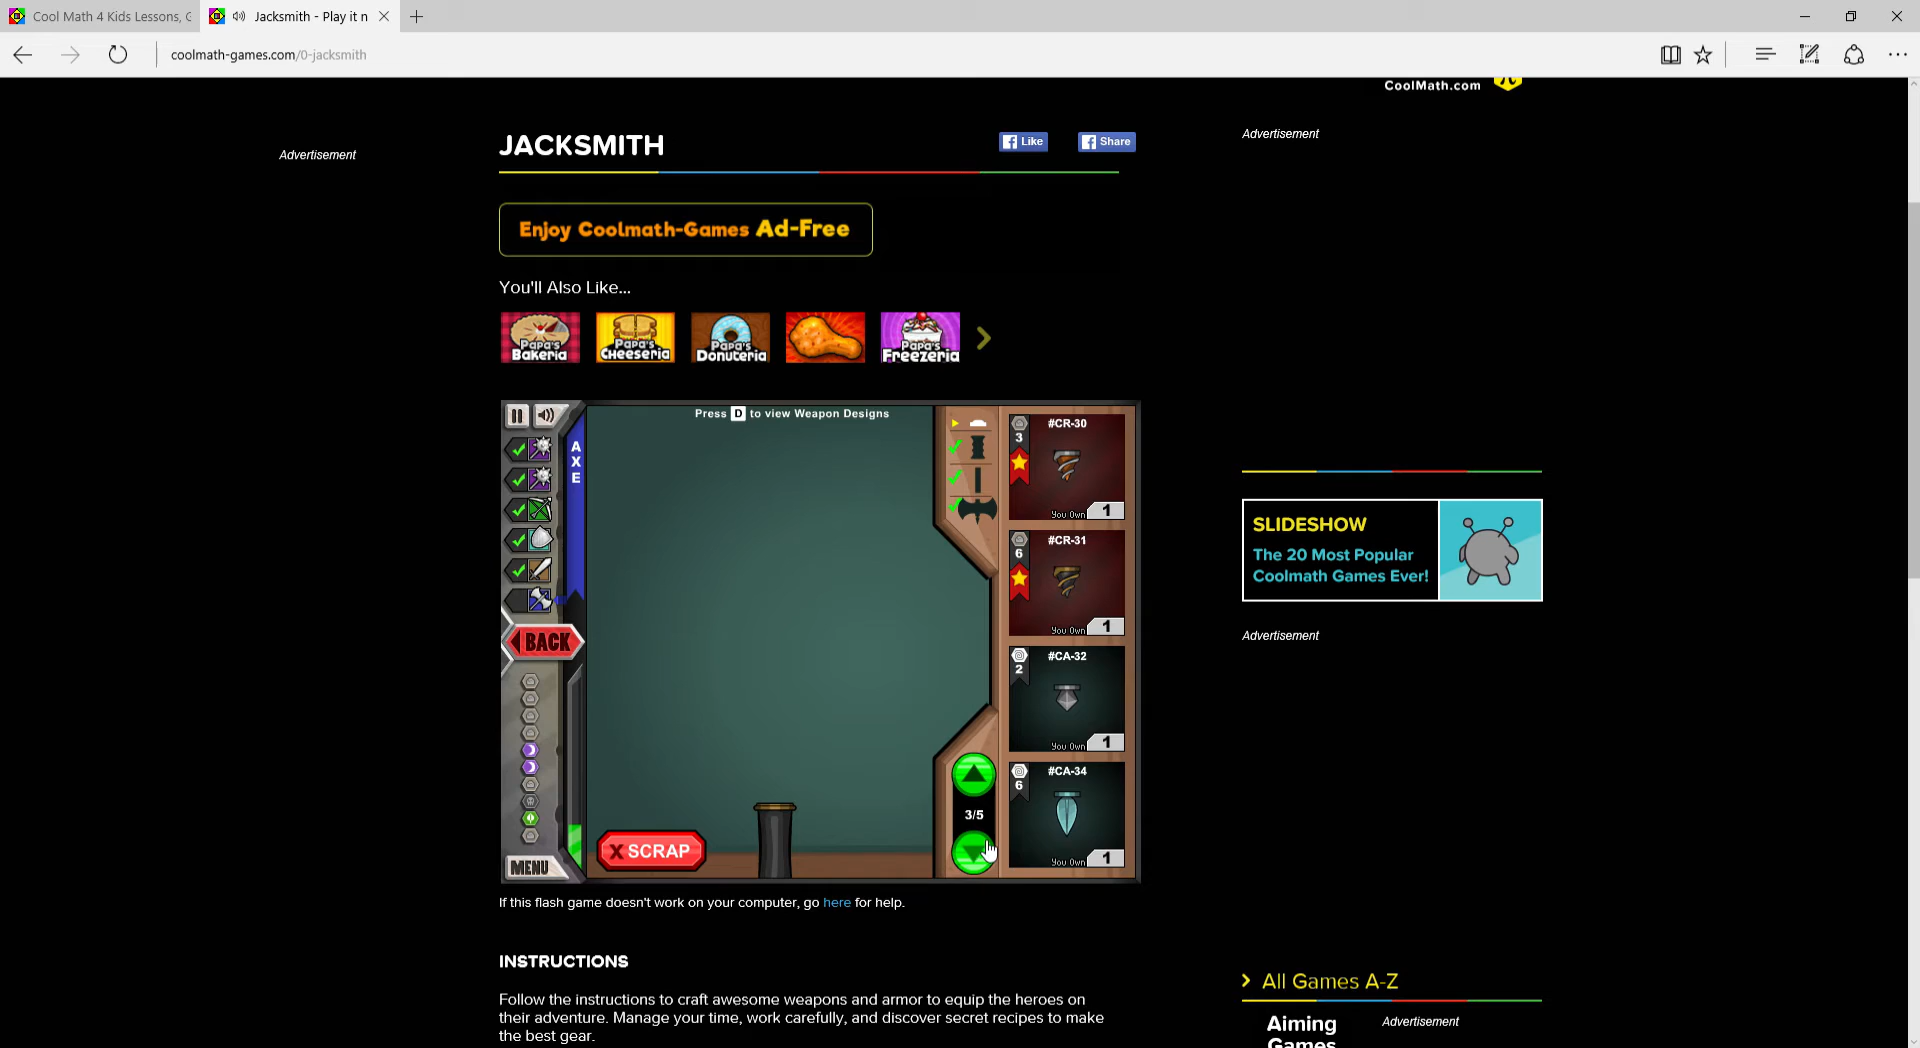 Cool Math 4 Kids Lessons, G
Jacksmith - Play it n
coolmath-games.com/0-jacksmith
CoolMath.com
Advertisement
JACKSMITH
Like
Share
Advertisement
Enjoy Coolmath-Games Ad-Free
You'll Also Like...
PAPA'S Bakeria
PAPA'S CHEESERIA
PAPA'S Donuteria
PAPA'S FREEZERIA
Press D to view Weapon Designs
AXE
BACK
MENU
X SCRAP
3/5
#CR-30
3
You Own 1
#CR-31
6
You Own 1
#CA-32
2
You Own 1
#CA-34
6
You Own 1
SLIDESHOW
The 20 Most Popular
Coolmath Games Ever!
Advertisement
If this flash game doesn't work on your computer, go here for help.
INSTRUCTIONS
Follow the instructions to craft awesome weapons and armor to equip the heroes on
their adventure. Manage your time, work carefully, and discover secret recipes to make
the best gear.
All Games A-Z
Aiming
Games
Advertisement